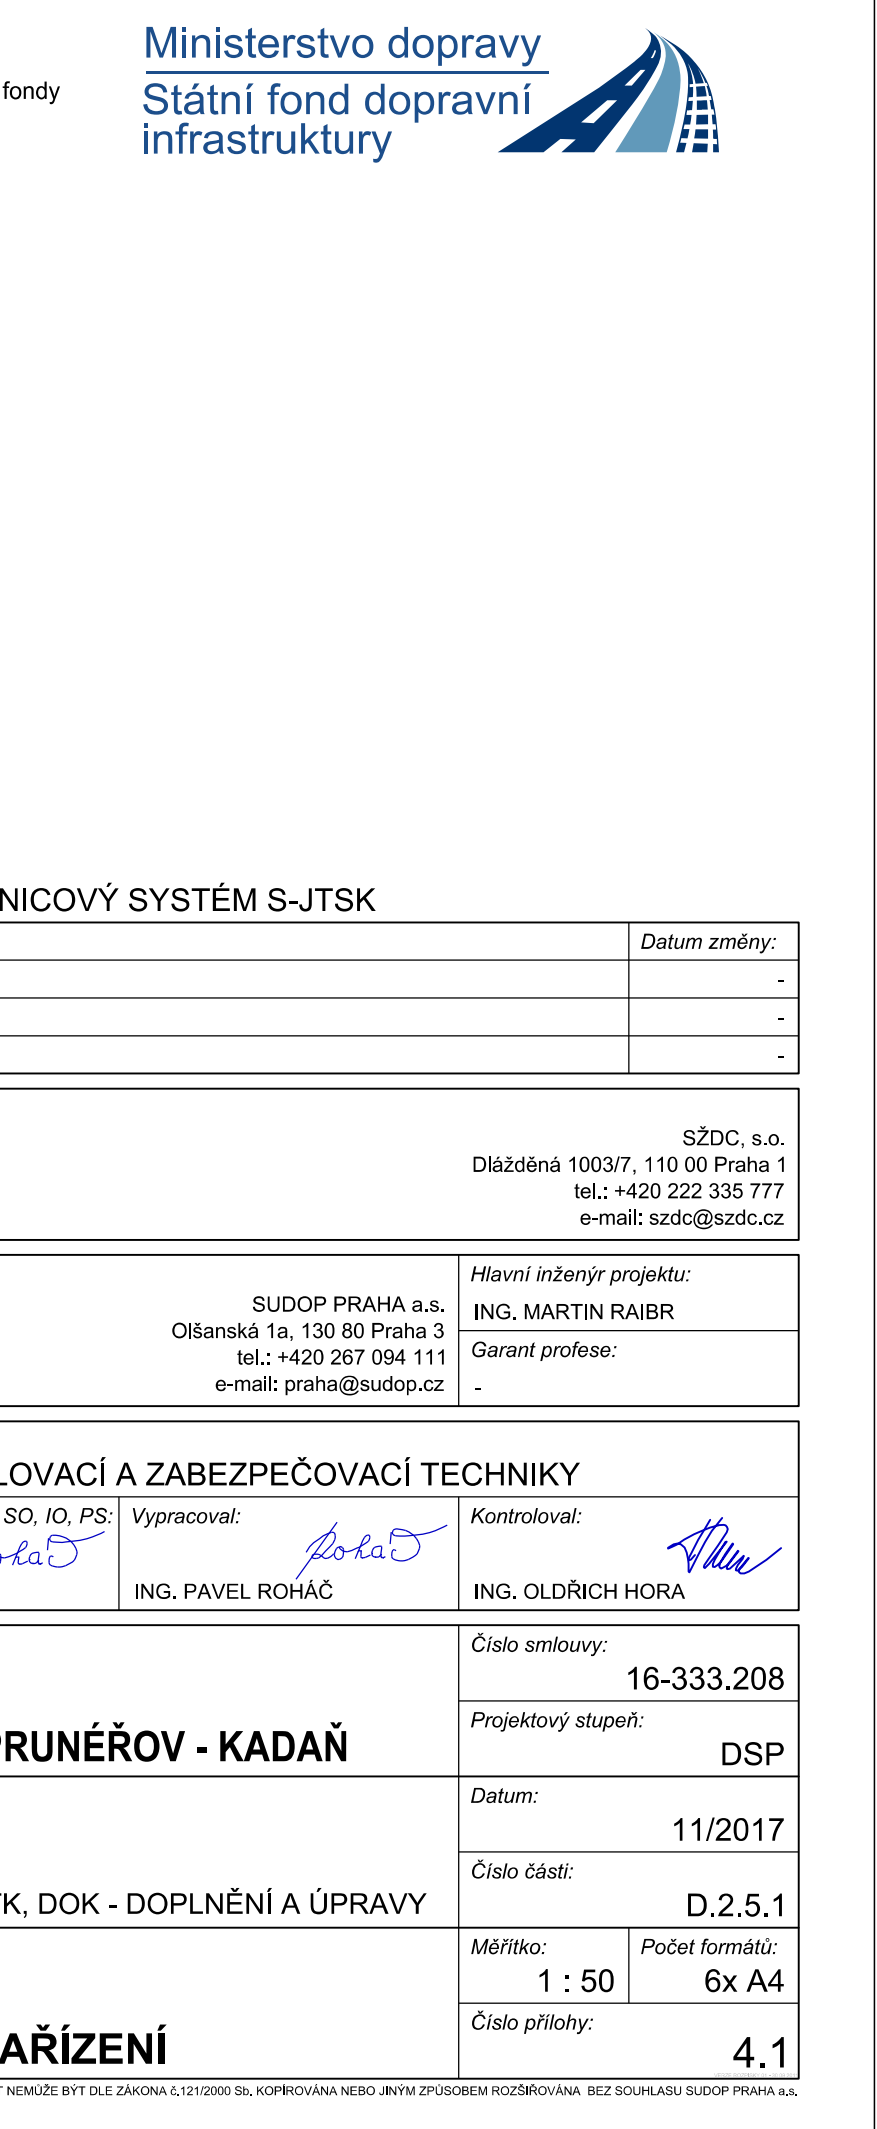 Ministerstvo dopravy
fondy
Státní fond dopravní
infrastruktury
NICOVÝ SYSTÉM S-JTSK
Datum změny:
-
-
-
SŽDC, s.o.
Dlážděná 1003/7, 110 00 Praha 1
tel.: +420 222 335 777
e-mail: szdc@szdc.cz
SUDOP PRAHA a.s.
Olšanská 1a, 130 80 Praha 3
tel.: +420 267 094 111
e-mail: praha@sudop.cz
Hlavní inženýr projektu:
ING. MARTIN RAIBR
Garant profese:
-
LOVACÍ A ZABEZPEČOVACÍ TECHNIKY
SO, IO, PS:
Vypracoval:
ING. PAVEL ROHÁČ
Kontroloval:
ING. OLDŘICH HORA
Číslo smlouvy:
16-333.208
Projektový stupeň:
DSP
PRUNÉŘOV - KADAŇ
Datum:
11/2017
Číslo části:
D.2.5.1
TK, DOK - DOPLNĚNÍ A ÚPRAVY
Měřítko:
1 : 50
Počet formátů:
6x A4
Číslo přílohy:
4.1
AŘÍZENÍ
T NEMŮŽE BÝT DLE ZÁKONA č.121/2000 Sb. KOPÍROVÁNA NEBO JINÝM ZPŮSOBEM ROZŠIŘOVÁNA BEZ SOUHLASU SUDOP PRAHA a.s.